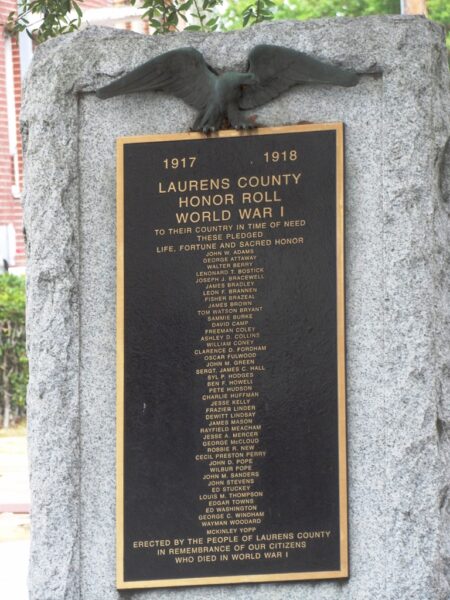 1917 1918
LAURENS COUNTY
HONOR ROLL
WORLD WAR I
TO THEIR COUNTRY IN TIME OF NEED
THESE PLEDGED
LIFE, FORTUNE AND SACRED HONOR
JOHN W. ADAMS
GEORGE ATTAWAY
WALTER BERRY
LENONARD T. BOSTICK
JOSEPH J. BRACEWELL
JAMES BRADLEY
LEON F. BRANNEN
FISHER BRAZEAL
JAMES BROWN
TOM WATSON BRYANT
SAMMIE BURKE
DAVID CAMP
FREEMAN COLEY
ASHLEY D. COLLINS
WILLIAM CONEY
CLARENCE D. FORDHAM
OSCAR FULWOOD
JOHN M. GREEN
SERGT. JAMES C. HALL
SYL P. HODGES
BEN F. HOWELL
PETE HUDSON
CHARLIE HUFFMAN
JESSE KELLY
FRAZIER LINDER
DEWITT LINDSAY
JAMES MASON
RAYFIELD MEACHAM
JESSE A. MERCER
GEORGE McCLOUD
ROBBIE R. NEW
CECIL PRESTON PERRY
JOHN D. POPE
WILBUR POPE
JOHN M. SANDERS
JOHN STEVENS
ED STUCKEY
LOUIS M. THOMPSON
EDGAR TOWNS
ED WASHINGTON
GEORGE C. WINDHAM
WAYMAN WOODARD
MCKINLEY YOPP
ERECTED BY THE PEOPLE OF LAURENS COUNTY
IN REMEMBRANCE OF OUR CITIZENS
WHO DIED IN WORLD WAR I